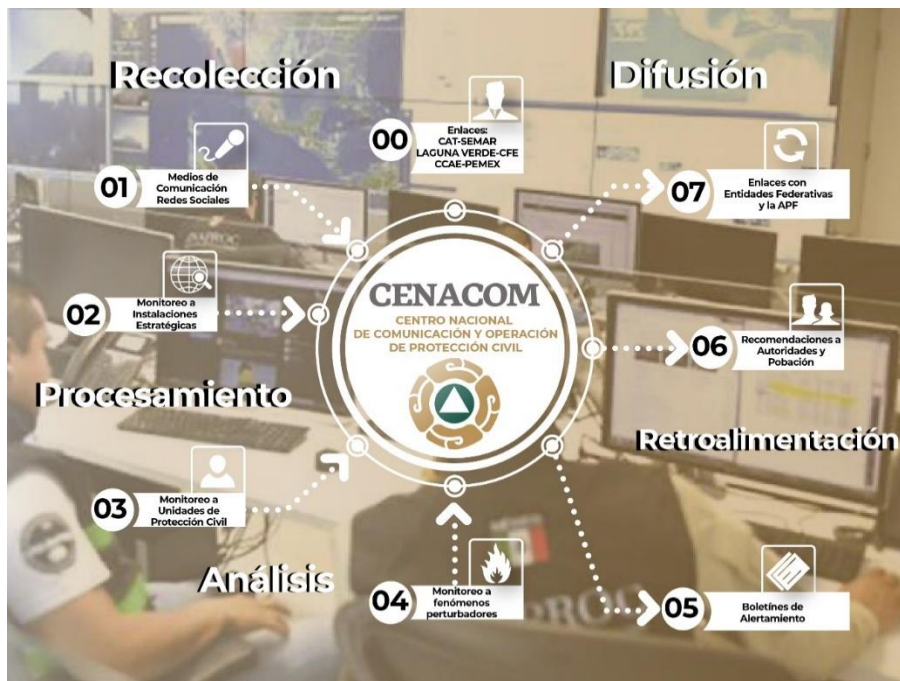 Recolección
Difusión
00
Enlaces:
CAT-SEMAR
LAGUNA VERDE-CFE
CCAE-PEMEX
01
Medios de
Comunicación
Redes Sociales
07
Enlaces con
Entidades Federativas
y la APF
02
Monitoreo a
Instalaciones
Estratégicas
CENACOM
CENTRO NACIONAL
DE COMUNICACIÓN Y OPERACIÓN
DE PROTECCIÓN CIVIL
06
Recomendaciones a
Autoridades y
Pobación
Procesamiento
Retroalimentación
03
Monitoreo a
Unidades de
Protección Civil
Análisis
04
Monitoreo a
fenómenos
perturbadores
05
Boletínes de
Alertamiento